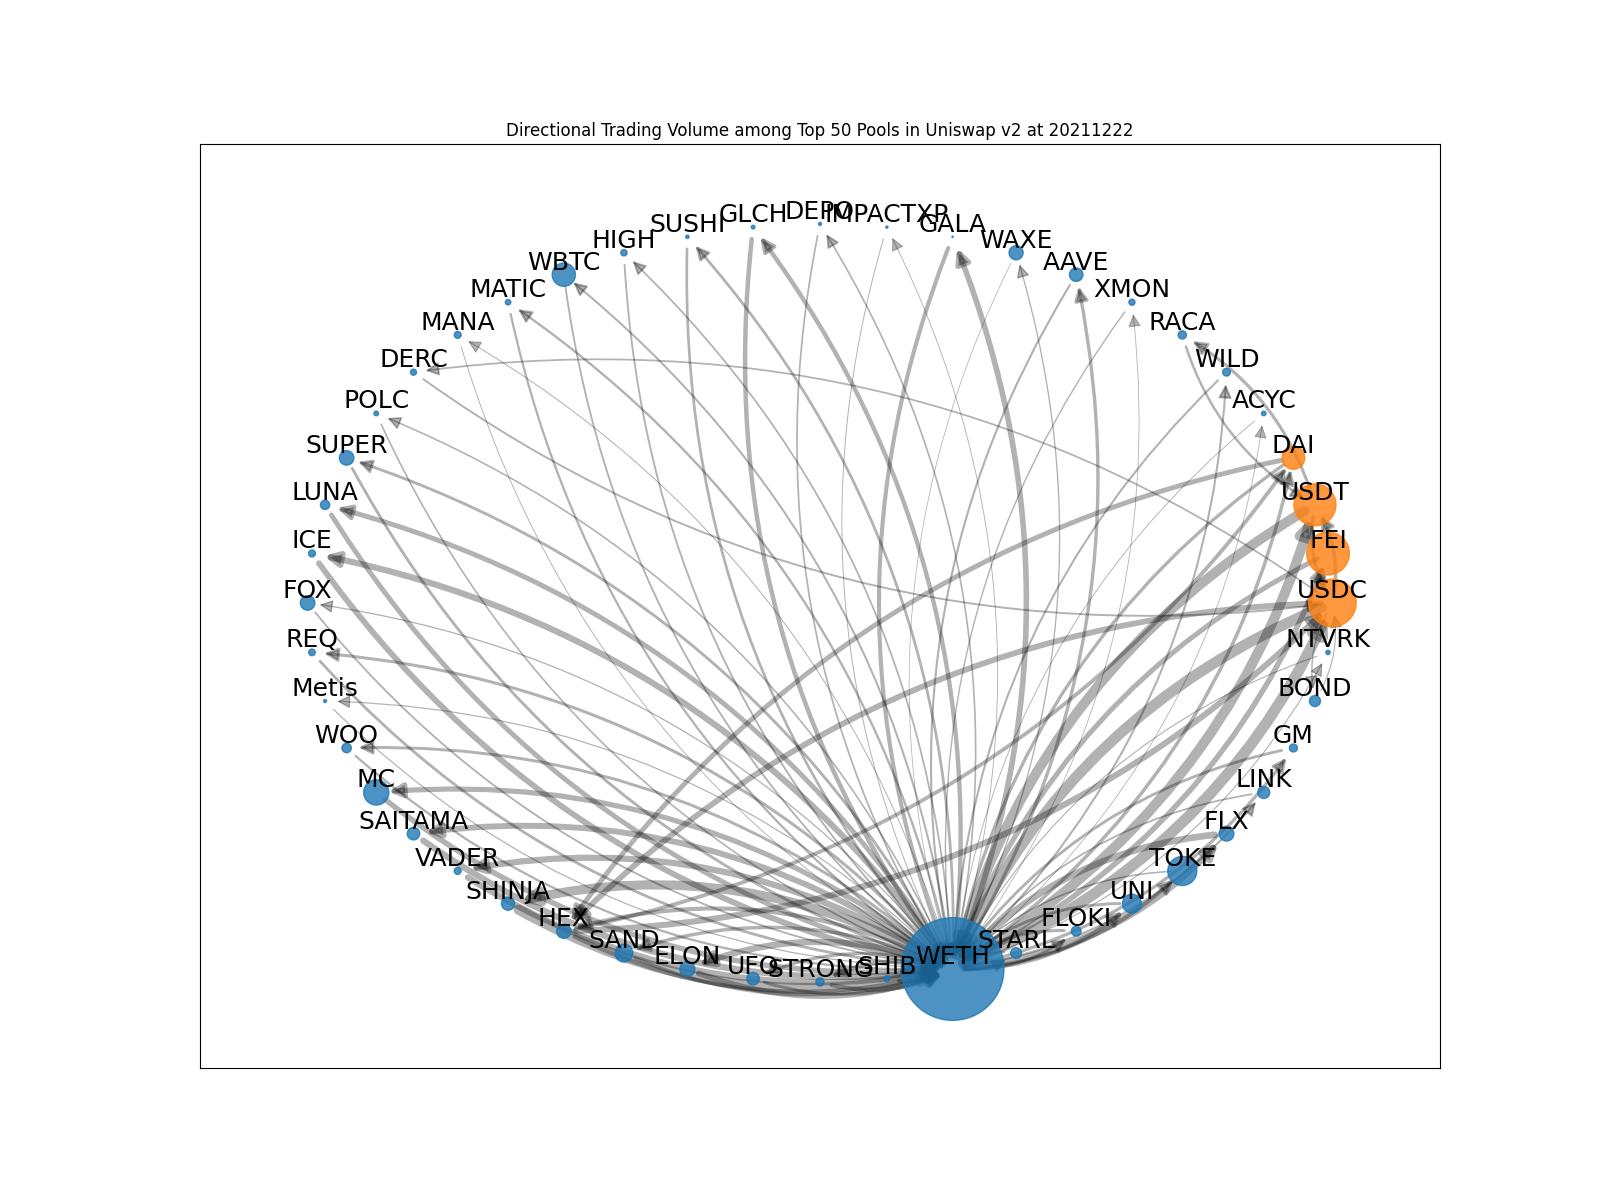 Directional Trading Volume among Top 50 Pools in Uniswap v2 at 20211222
DEPO
GLCH
IMPACTXP
SUSHI
GALA
HIGH
WAXE
WBTC
AAVE
MATIC
XMON
MANA
RACA
DERC
WILD
POLC
ACYC
SUPER
DAI
LUNA
USDT
ICE
FEI
FOX
USDC
REQ
NTVRK
Metis
BOND
WOO
GM
MC
LINK
SAITAMA
FLX
VADER
TOKE
SHINJA
UNI
HEX
FLOKI
SAND
STARL
ELON
WETH
UFO
STRONG
SHIB